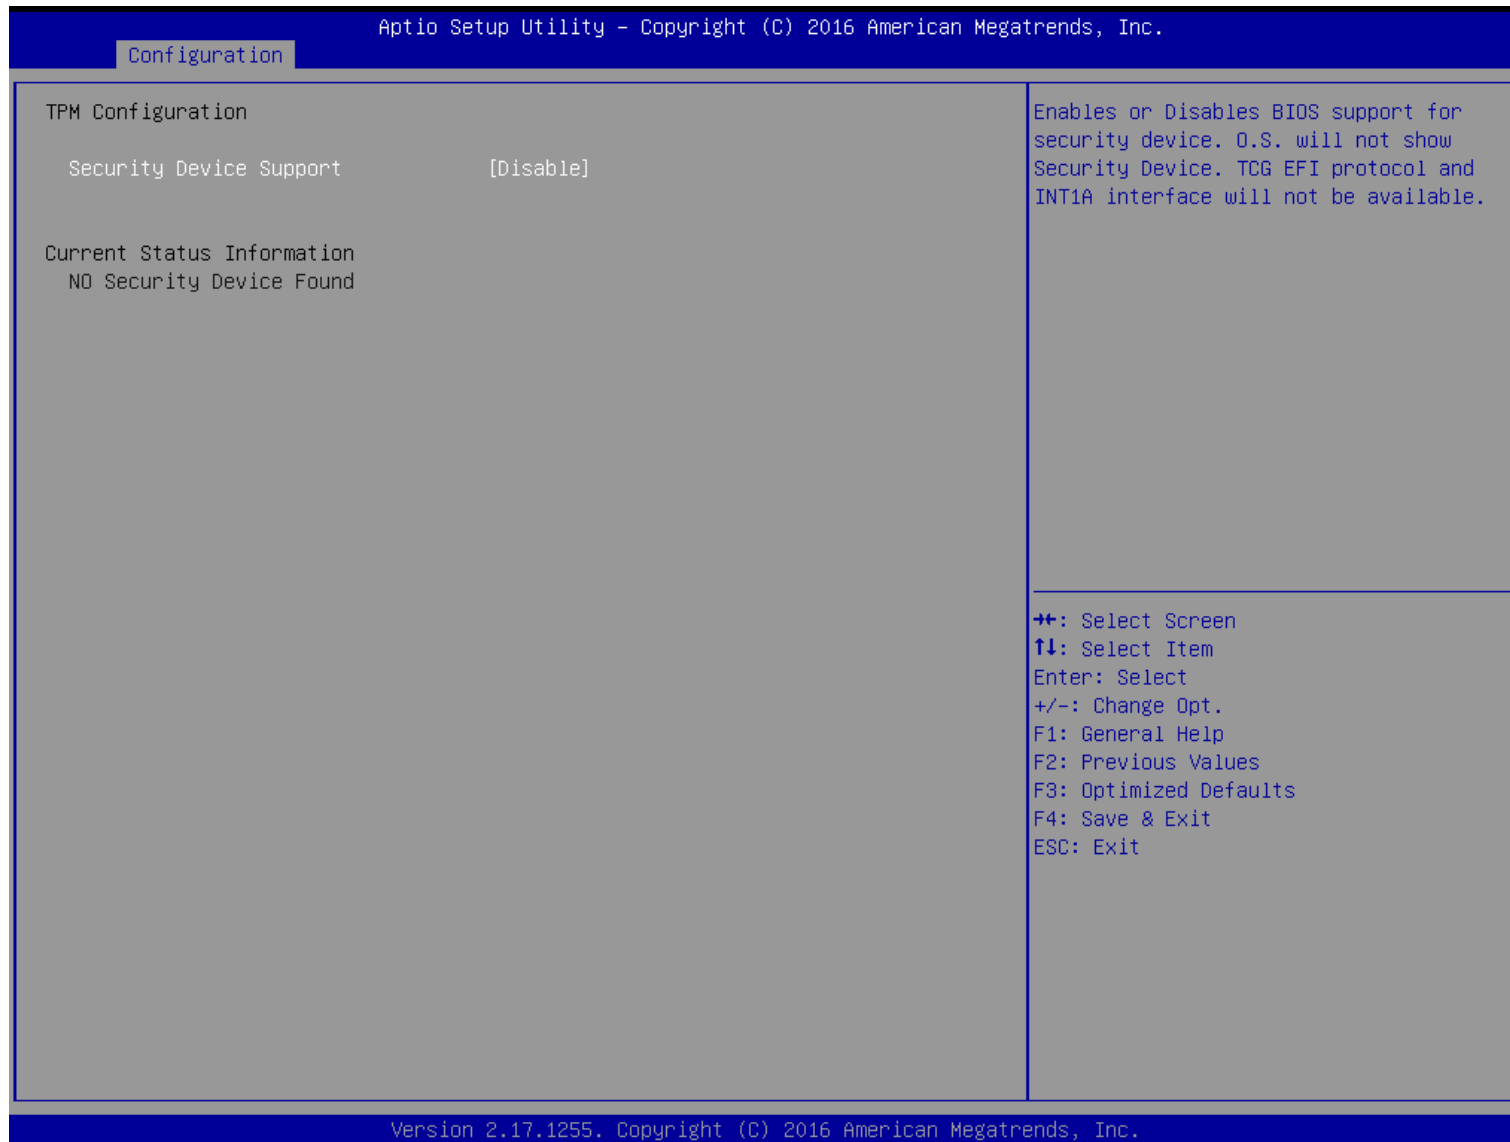 Aptio Setup Utility – Copyright (C) 2016 American Megatrends, Inc.
Configuration
TPM Configuration
Security Device Support [Disable]
Current Status Information
NO Security Device Found
Enables or Disables BIOS support for
security device. O.S. will not show
Security Device. TCG EFI protocol and
INT1A interface will not be available.
→←: Select Screen
↑↓: Select Item
Enter: Select
+/-: Change Opt.
F1: General Help
F2: Previous Values
F3: Optimized Defaults
F4: Save & Exit
ESC: Exit
Version 2.17.1255. Copyright (C) 2016 American Megatrends, Inc.